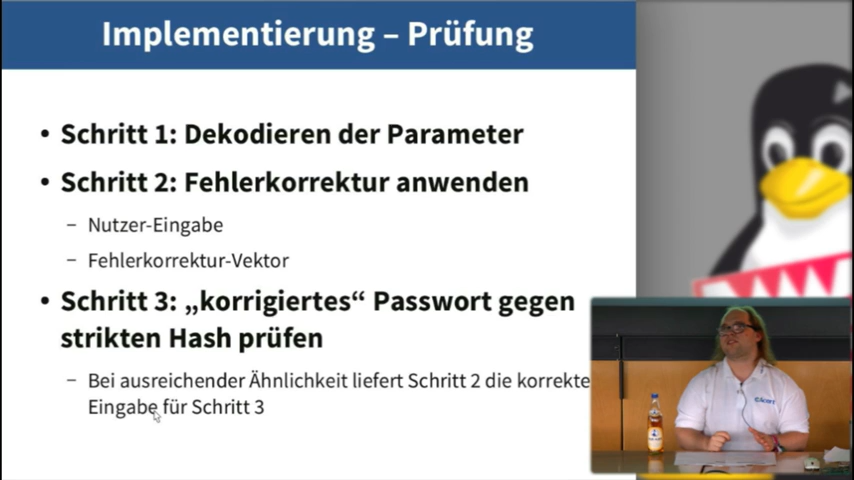 Implementierung – Prüfung
• Schritt 1: Dekodieren der Parameter
• Schritt 2: Fehlerkorrektur anwenden
– Nutzer-Eingabe
– Fehlerkorrektur-Vektor
• Schritt 3: „korrigiertes“ Passwort gegen
strikten Hash prüfen
– Bei ausreichender Ähnlichkeit liefert Schritt 2 die korrekte
Eingabe für Schritt 3